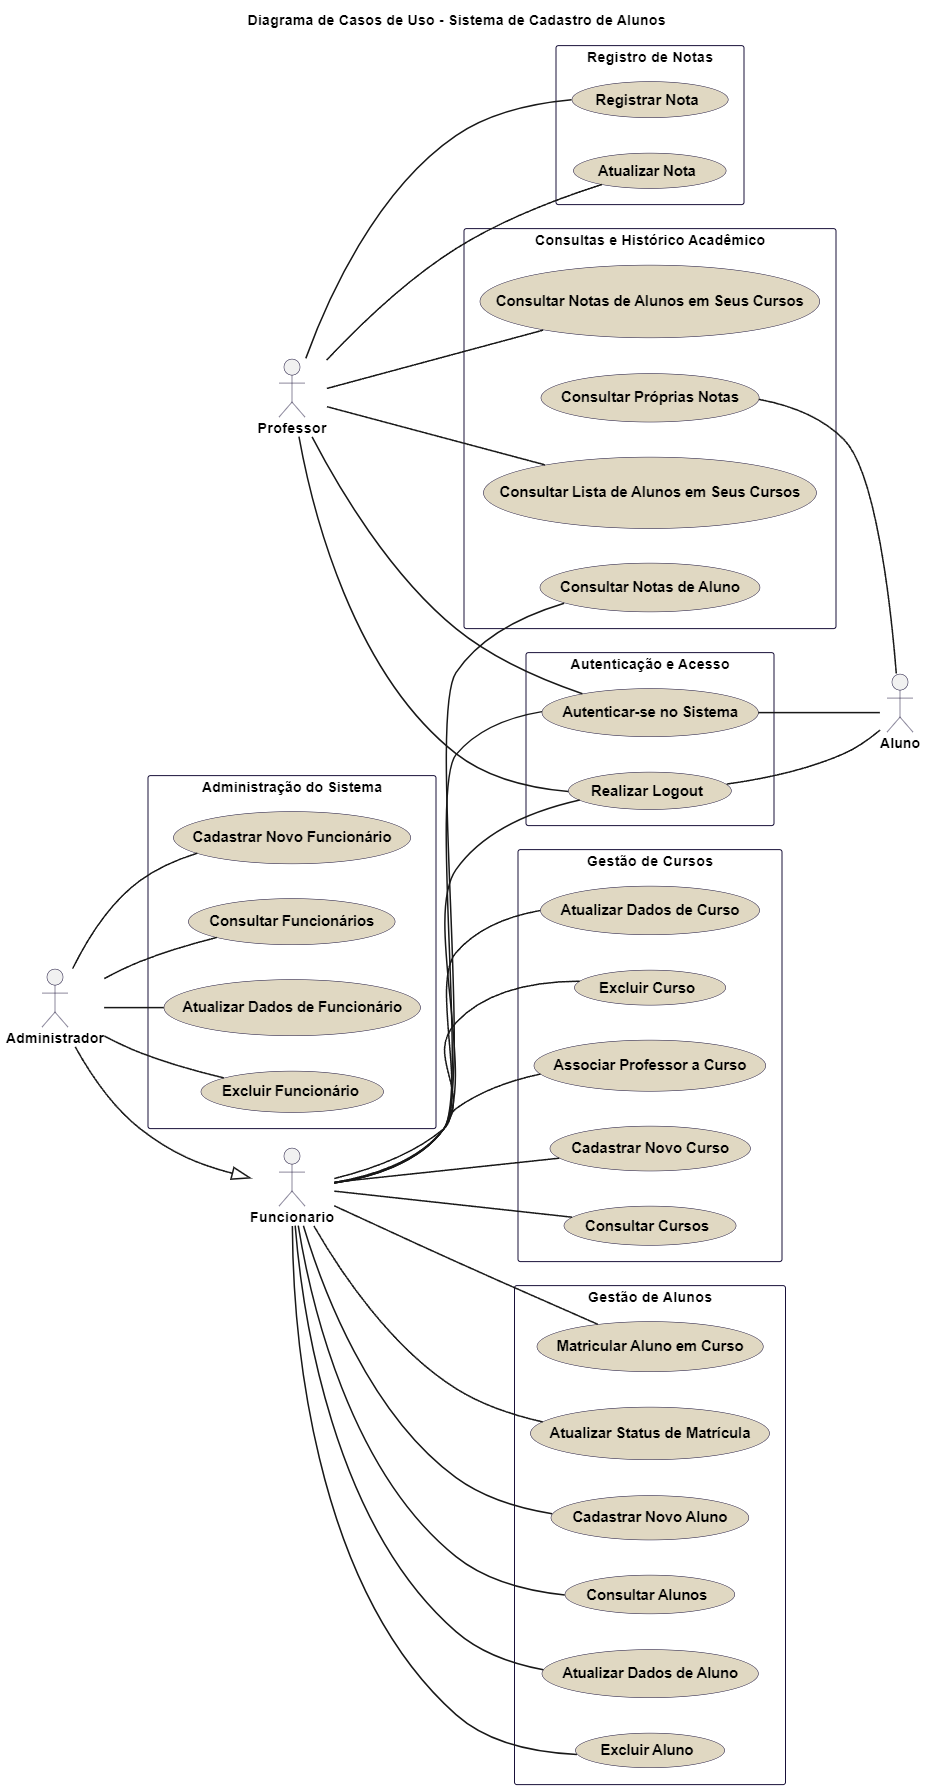 Diagrama de Casos de Uso - Sistema de Cadastro de Alunos
Registro de Notas
Registrar Nota
Atualizar Nota
Consultas e Histórico Acadêmico
Consultar Notas de Alunos em Seus Cursos
Consultar Próprias Notas
Professor
Consultar Lista de Alunos em Seus Cursos
Consultar Notas de Aluno
Autenticação e Acesso
Autenticar-se no Sistema
Aluno
Realizar Logout
Administração do Sistema
Cadastrar Novo Funcionário
Consultar Funcionários
Atualizar Dados de Funcionário
Administrador
Excluir Funcionário
Gestão de Cursos
Atualizar Dados de Curso
Excluir Curso
Associar Professor a Curso
Cadastrar Novo Curso
Funcionario
Consultar Cursos
Gestão de Alunos
Matricular Aluno em Curso
Atualizar Status de Matrícula
Cadastrar Novo Aluno
Consultar Alunos
Atualizar Dados de Aluno
Excluir Aluno